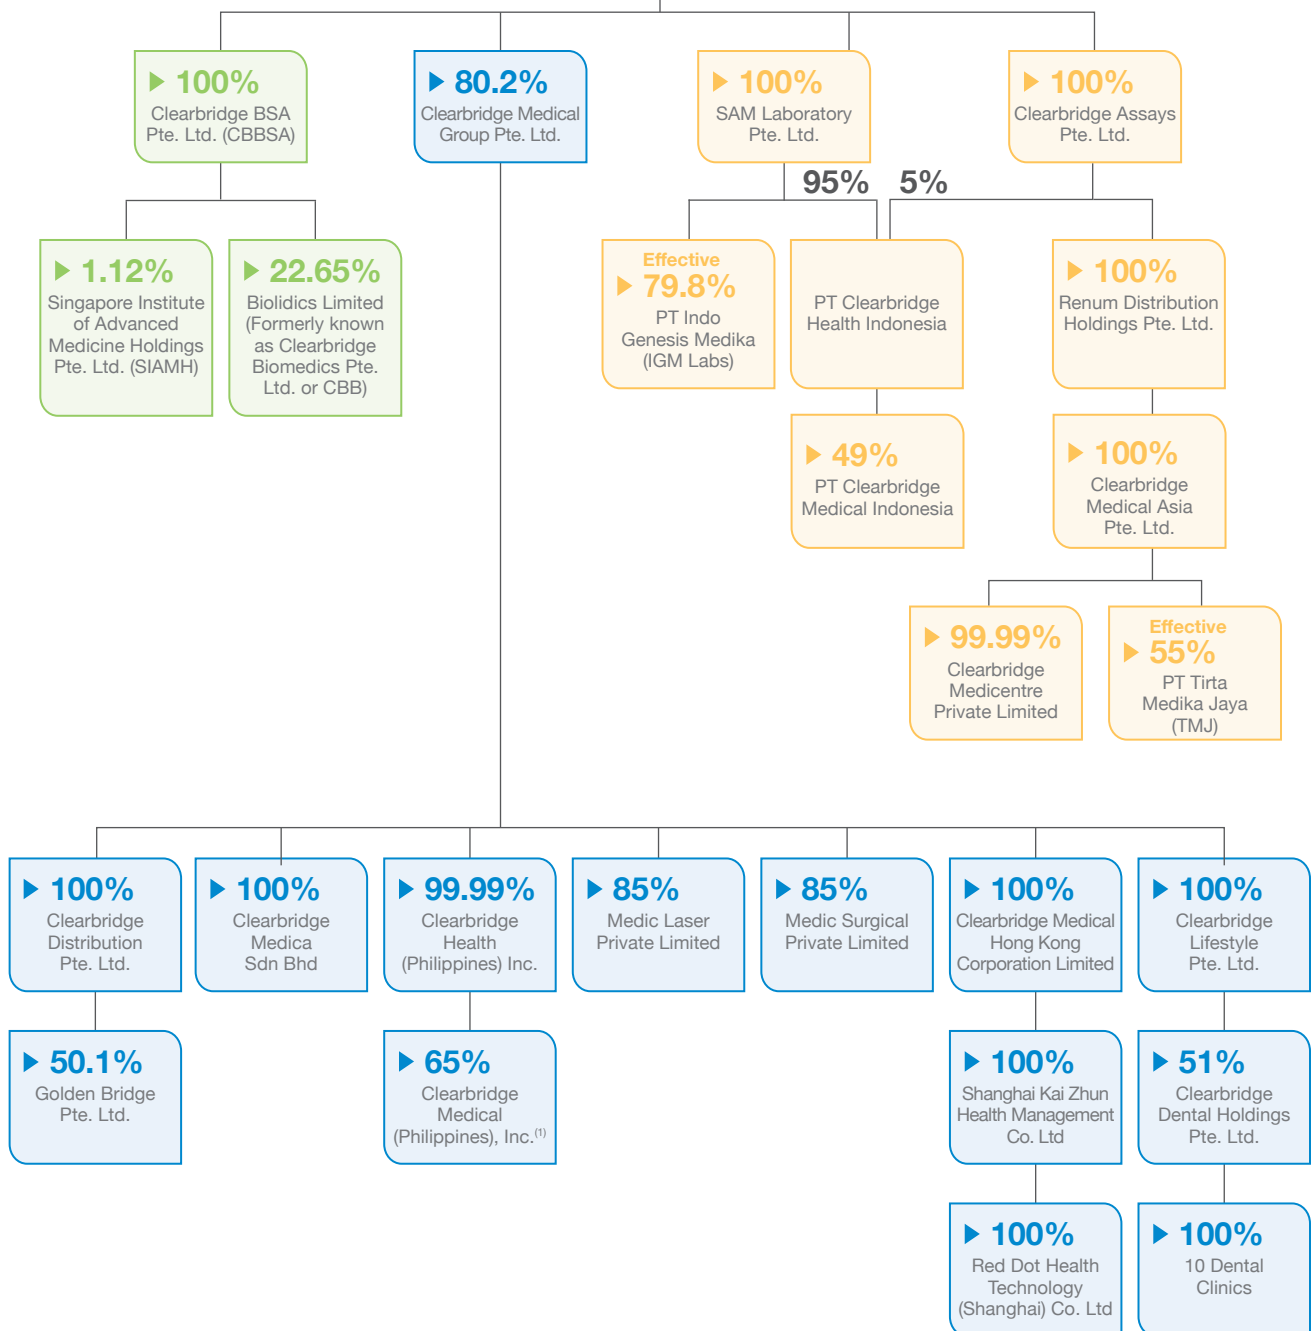 100%
Clearbridge BSA
Pte. Ltd. (CBBSA)
80.2%
Clearbridge Medical
Group Pte. Ltd.
100%
SAM Laboratory
Pte. Ltd.
100%
Clearbridge Assays
Pte. Ltd.
95%
5%
1.12%
Singapore Institute
of Advanced
Medicine Holdings
Pte. Ltd. (SIAMH)
22.65%
Biolidics Limited
(Formerly known
as Clearbridge
Biomedics Pte.
Ltd. or CBB)
Effective
79.8%
PT Indo
Genesis Medika
(IGM Labs)
PT Clearbridge
Health Indonesia
100%
Renum Distribution
Holdings Pte. Ltd.
49%
PT Clearbridge
Medical Indonesia
100%
Clearbridge
Medical Asia
Pte. Ltd.
99.99%
Clearbridge
Medicentre
Private Limited
Effective
55%
PT Tirta
Medika Jaya
(TMJ)
100%
Clearbridge
Distribution
Pte. Ltd.
100%
Clearbridge
Medica
Sdn Bhd
99.99%
Clearbridge
Health
(Philippines) Inc.
85%
Medic Laser
Private Limited
85%
Medic Surgical
Private Limited
100%
Clearbridge Medical
Hong Kong
Corporation Limited
100%
Clearbridge
Lifestyle
Pte. Ltd.
50.1%
Golden Bridge
Pte. Ltd.
65%
Clearbridge
Medical
(Philippines), Inc.(1)
100%
Shanghai Kai Zhun
Health Management
Co. Ltd
51%
Clearbridge
Dental Holdings
Pte. Ltd.
100%
Red Dot Health
Technology
(Shanghai) Co. Ltd
100%
10 Dental
Clinics